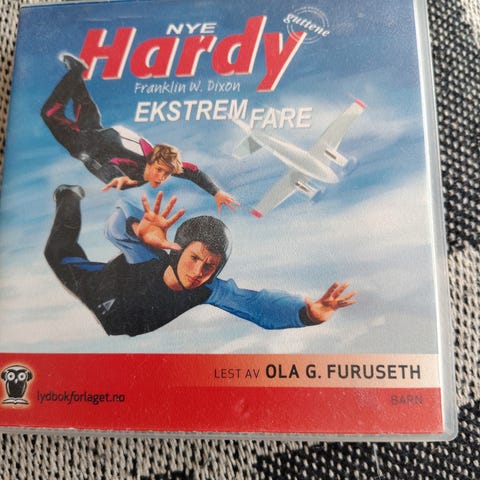 NYE
Hardy
guttene
Franklin W. Dixon
EKSTREM FARE
LEST AV OLA G. FURUSETH
lydbokforlaget.no
BARN